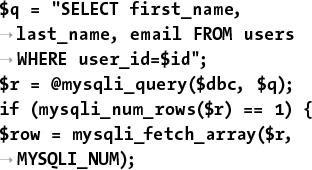 $q = "SELECT first_name,
→last_name, email FROM users
→WHERE user_id=$id";
$r = @mysqli_query($dbc, $q);
if (mysqli_num_rows($r) == 1) {
$row = mysqli_fetch_array($r,
→MYSQLI_NUM);